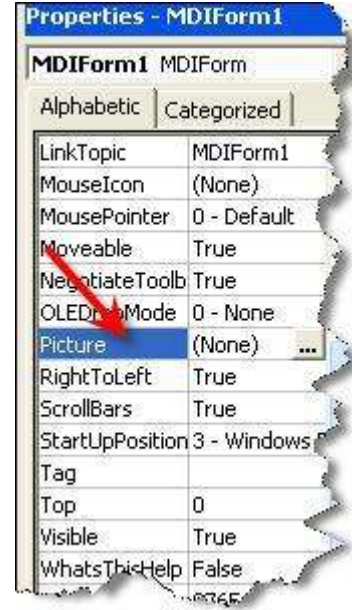 Properties - MDIForm1
MDIForm1 MDIForm
Alphabetic Categorized
LinkTopic MDIForm1
MouseIcon (None)
MousePointer 0 - Default
Moveable True
NegotiateToolb True
OLEDropMode 0 - None
Picture (None) ...
RightToLeft True
ScrollBars True
StartUpPosition 3 - Windows
Tag
Top 0
Visible True
WhatsThisHelp False